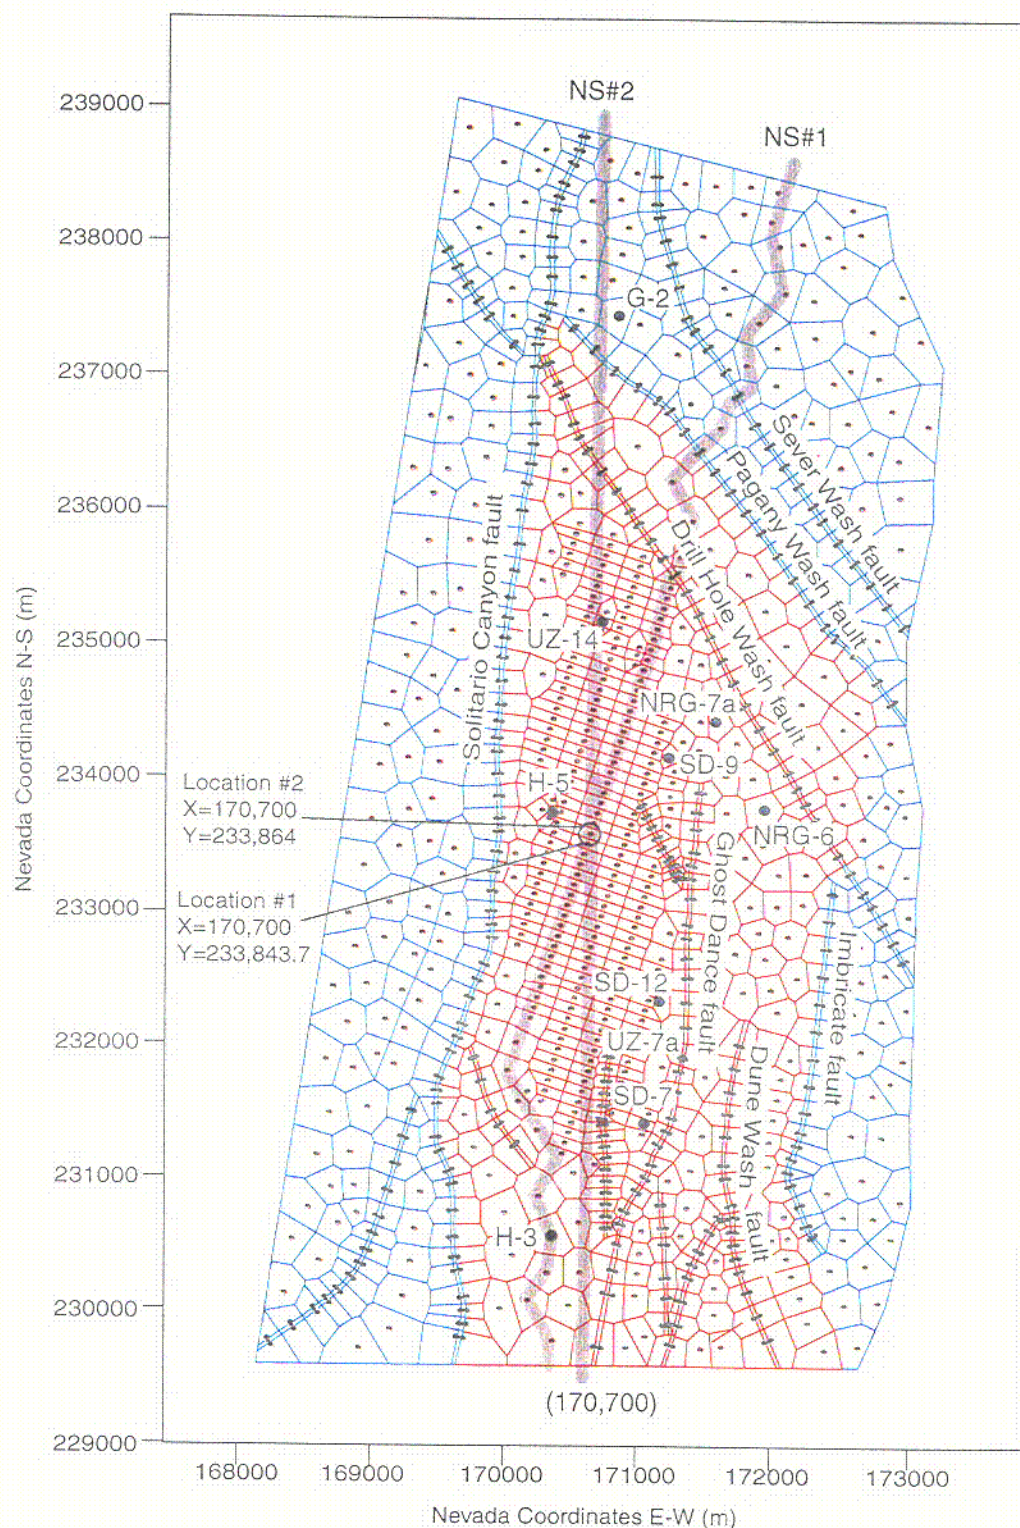 NS#2
NS#1
239000
238000
237000
236000
235000
234000
233000
232000
231000
230000
229000
Nevada Coordinates N-S (m)
G-2
Sever Wash fault
Pagany Wash fault
Drill Hole Wash fault
Solitario Canyon fault
UZ-14
NRG-7a
SD-9
H-5
NRG-6
Location #2
X=170,700
Y=233,864
Location #1
X=170,700
Y=233,843.7
Ghost Dance fault
Imbricate fault
SD-12
UZ-7a
SD-7
Dune Wash fault
H-3
(170,700)
168000 169000 170000 171000 172000 173000
Nevada Coordinates E-W (m)